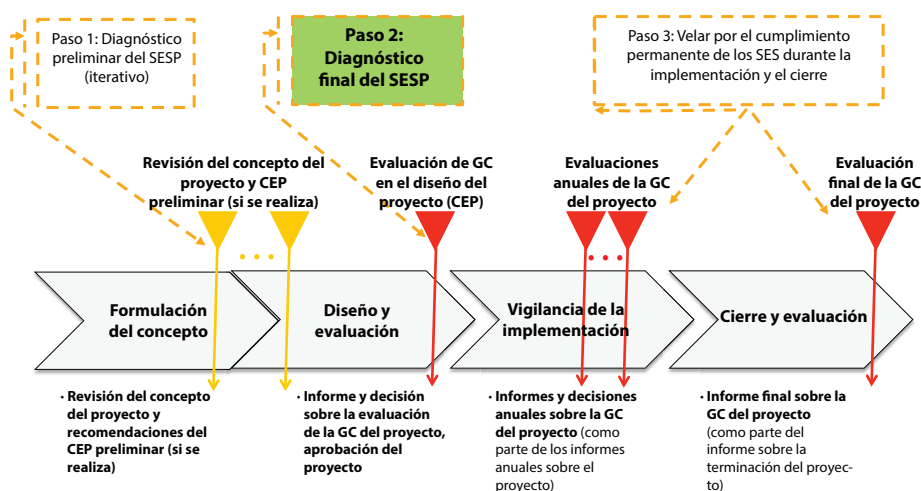 Paso 1: Diagnóstico
preliminar del SESP
(iterativo)
Paso 2:
Diagnóstico
final del SESP
Paso 3: Velar por el cumplimiento
permanente de los SES durante la
implementación y el cierre
Revisión del concepto del
proyecto y CEP
preliminar (si se realiza)
Evaluación de GC
en el diseño del
proyecto (CEP)
Evaluaciones
anuales de la GC
del proyecto
Evaluación
final de la GC
del proyecto
Formulación
del concepto
Diseño y
evaluación
Vigilancia de la
implementación
Cierre y evaluación
· Revisión del concepto
del proyecto y
recomendaciones del
CEP preliminar (si se
realiza)
· Informe y decisión
sobre la evaluación
de la GC del proyecto,
aprobación del
proyecto
· Informes y decisiones
anuales sobre la GC
del proyecto (como
parte de los informes
anuales sobre el
proyecto)
· Informe final sobre la
GC del proyecto
(como parte del
informe sobre la
terminación del proyec-
to)